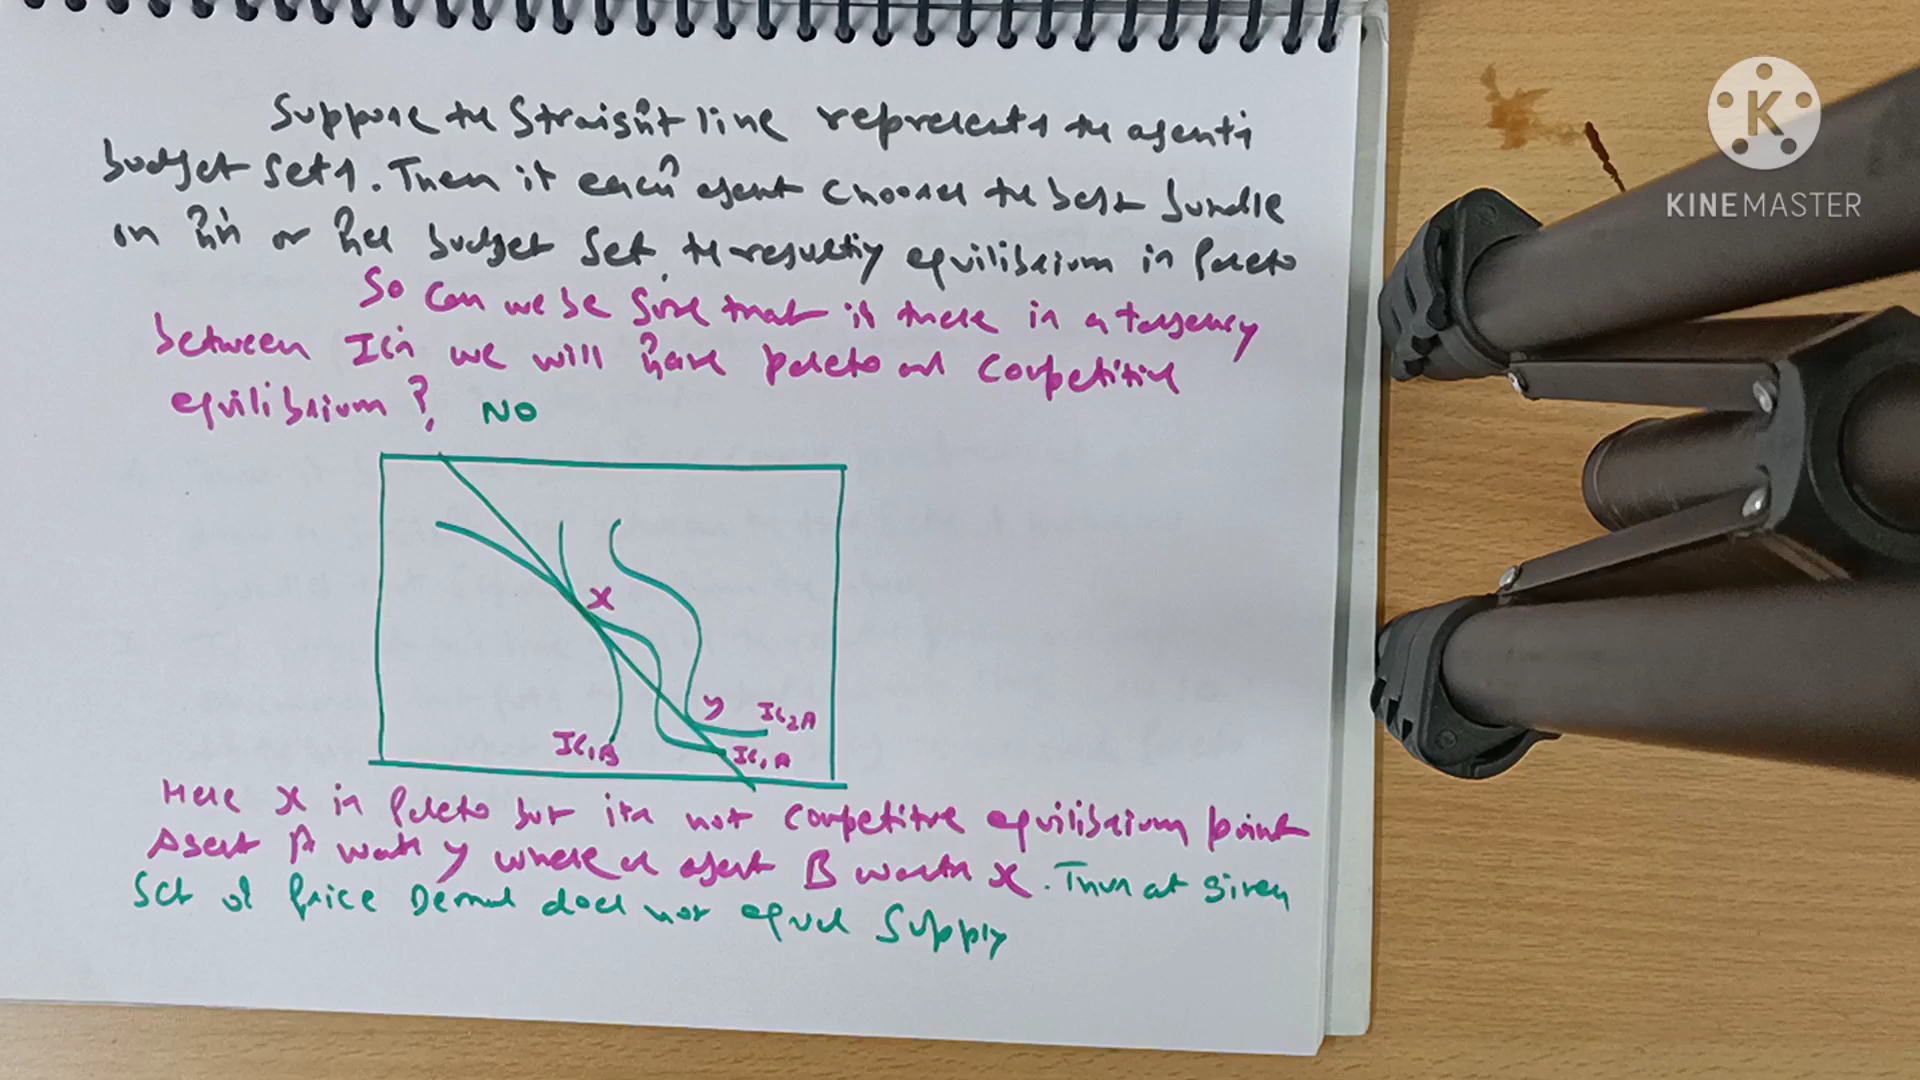 Suppose the straight line represents the agents
budget sets. Then if each agent chooses the best bundle
on his or her budget set, the resulting equilibrium is Pareto
So can we be sure that if there is a tangency
between ICs we will have pareto and competitive
equilibrium? NO
x
y
IC2A
IC1B
IC1A
Here x is Pareto but its not competitive equilibrium point
Agent A wants y whereas agent B wants x. Thus at given
Set of Price Demand does not equal Supply
K
KINEMASTER